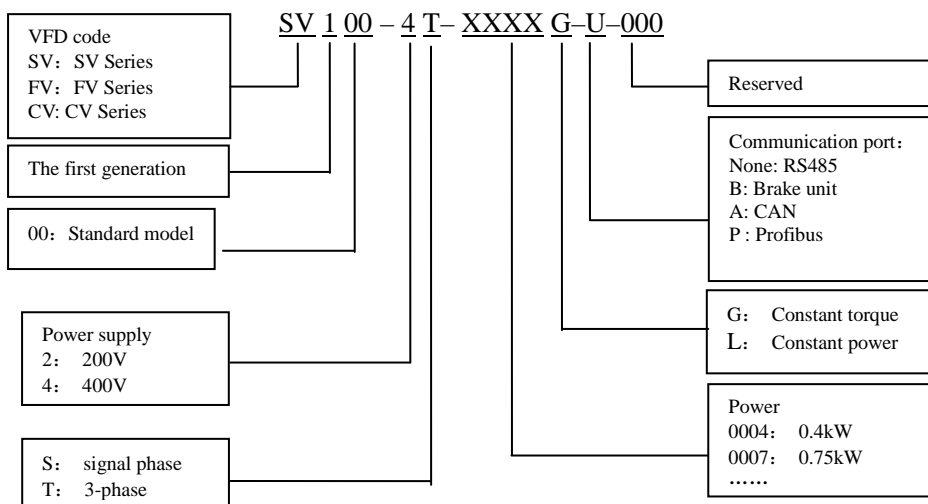 SV 1 00 – 4 T– XXXX G–U–000
VFD code
SV： SV Series
FV： FV Series
CV: CV Series
The first generation
00： Standard model
Power supply
2： 200V
4： 400V
S： signal phase
T： 3-phase
Reserved
Communication port：
None: RS485
B: Brake unit
A: CAN
P : Profibus
G： Constant torque
L： Constant power
Power
0004： 0.4kW
0007： 0.75kW
……